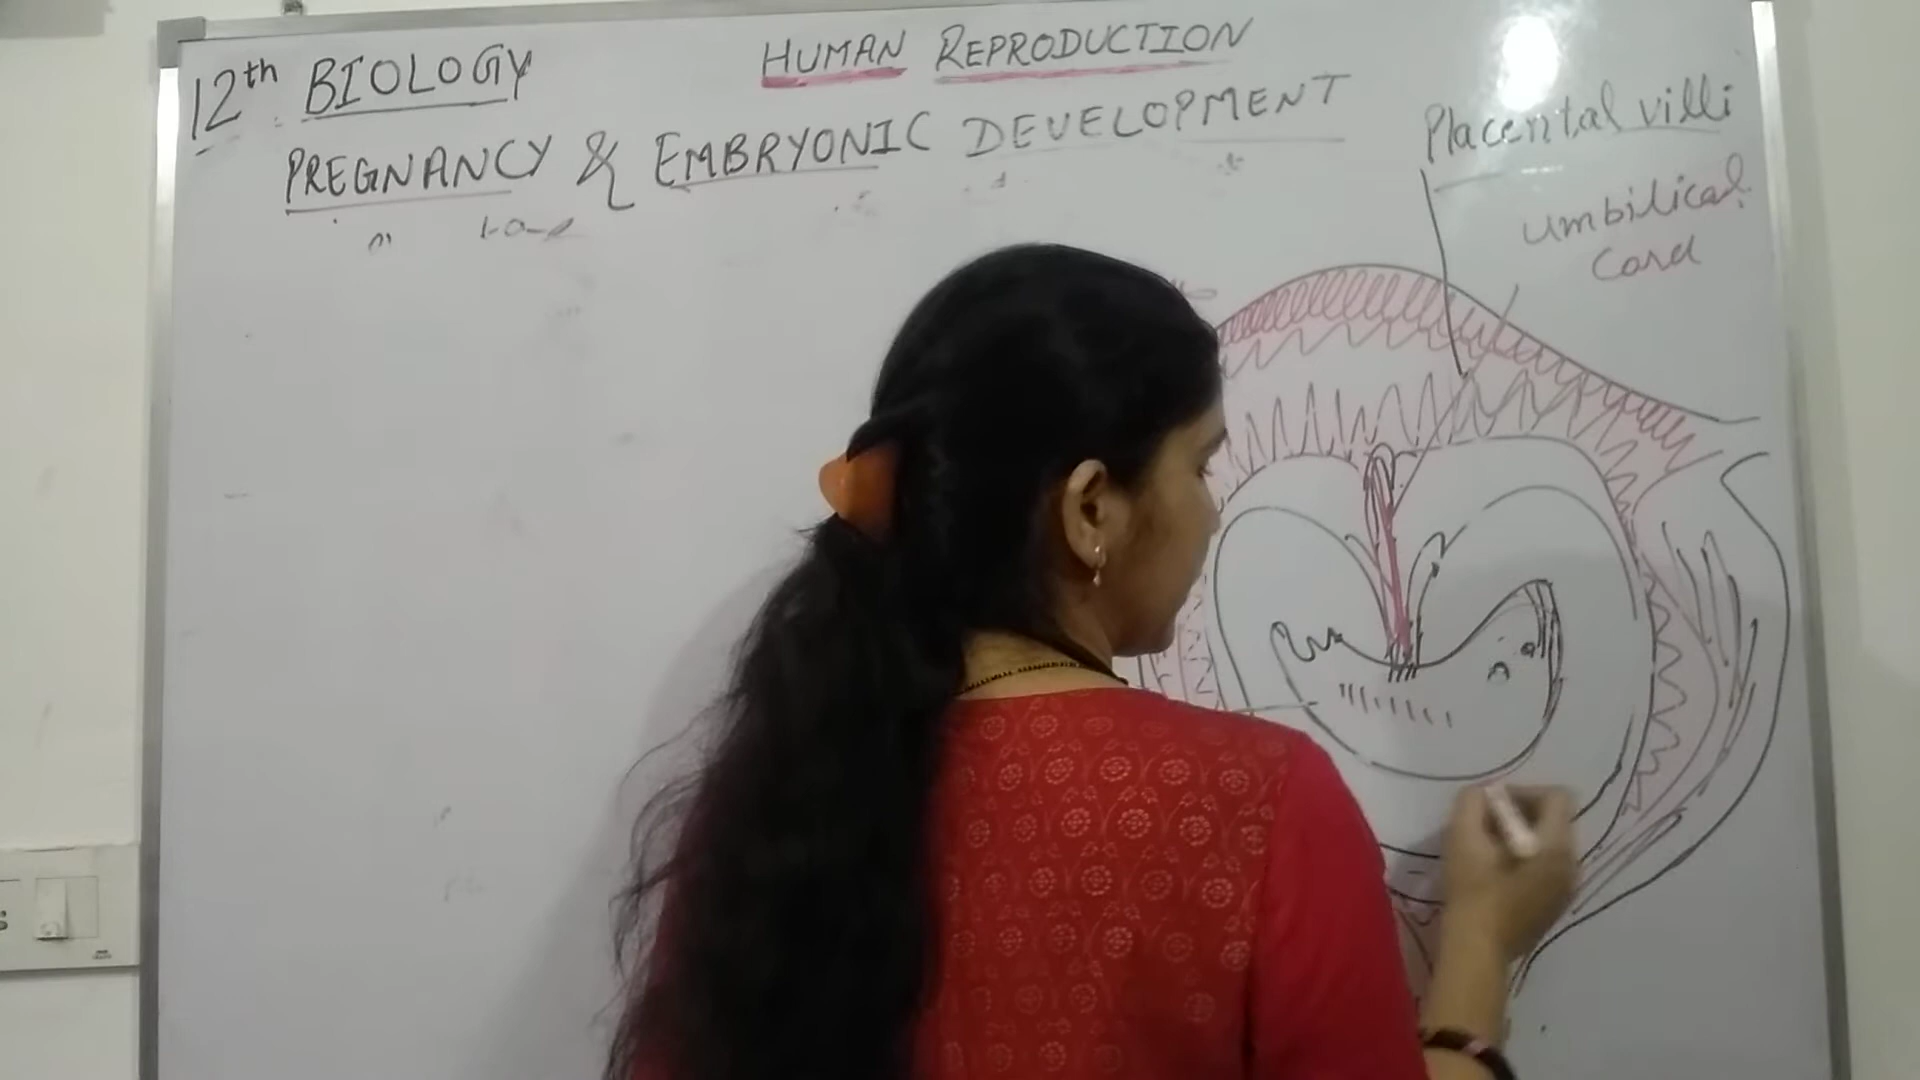 12th BIOLOGY
HUMAN REPRODUCTION
PREGNANCY & EMBRYONIC DEVELOPMENT
Placental villi
umbilical
Cord